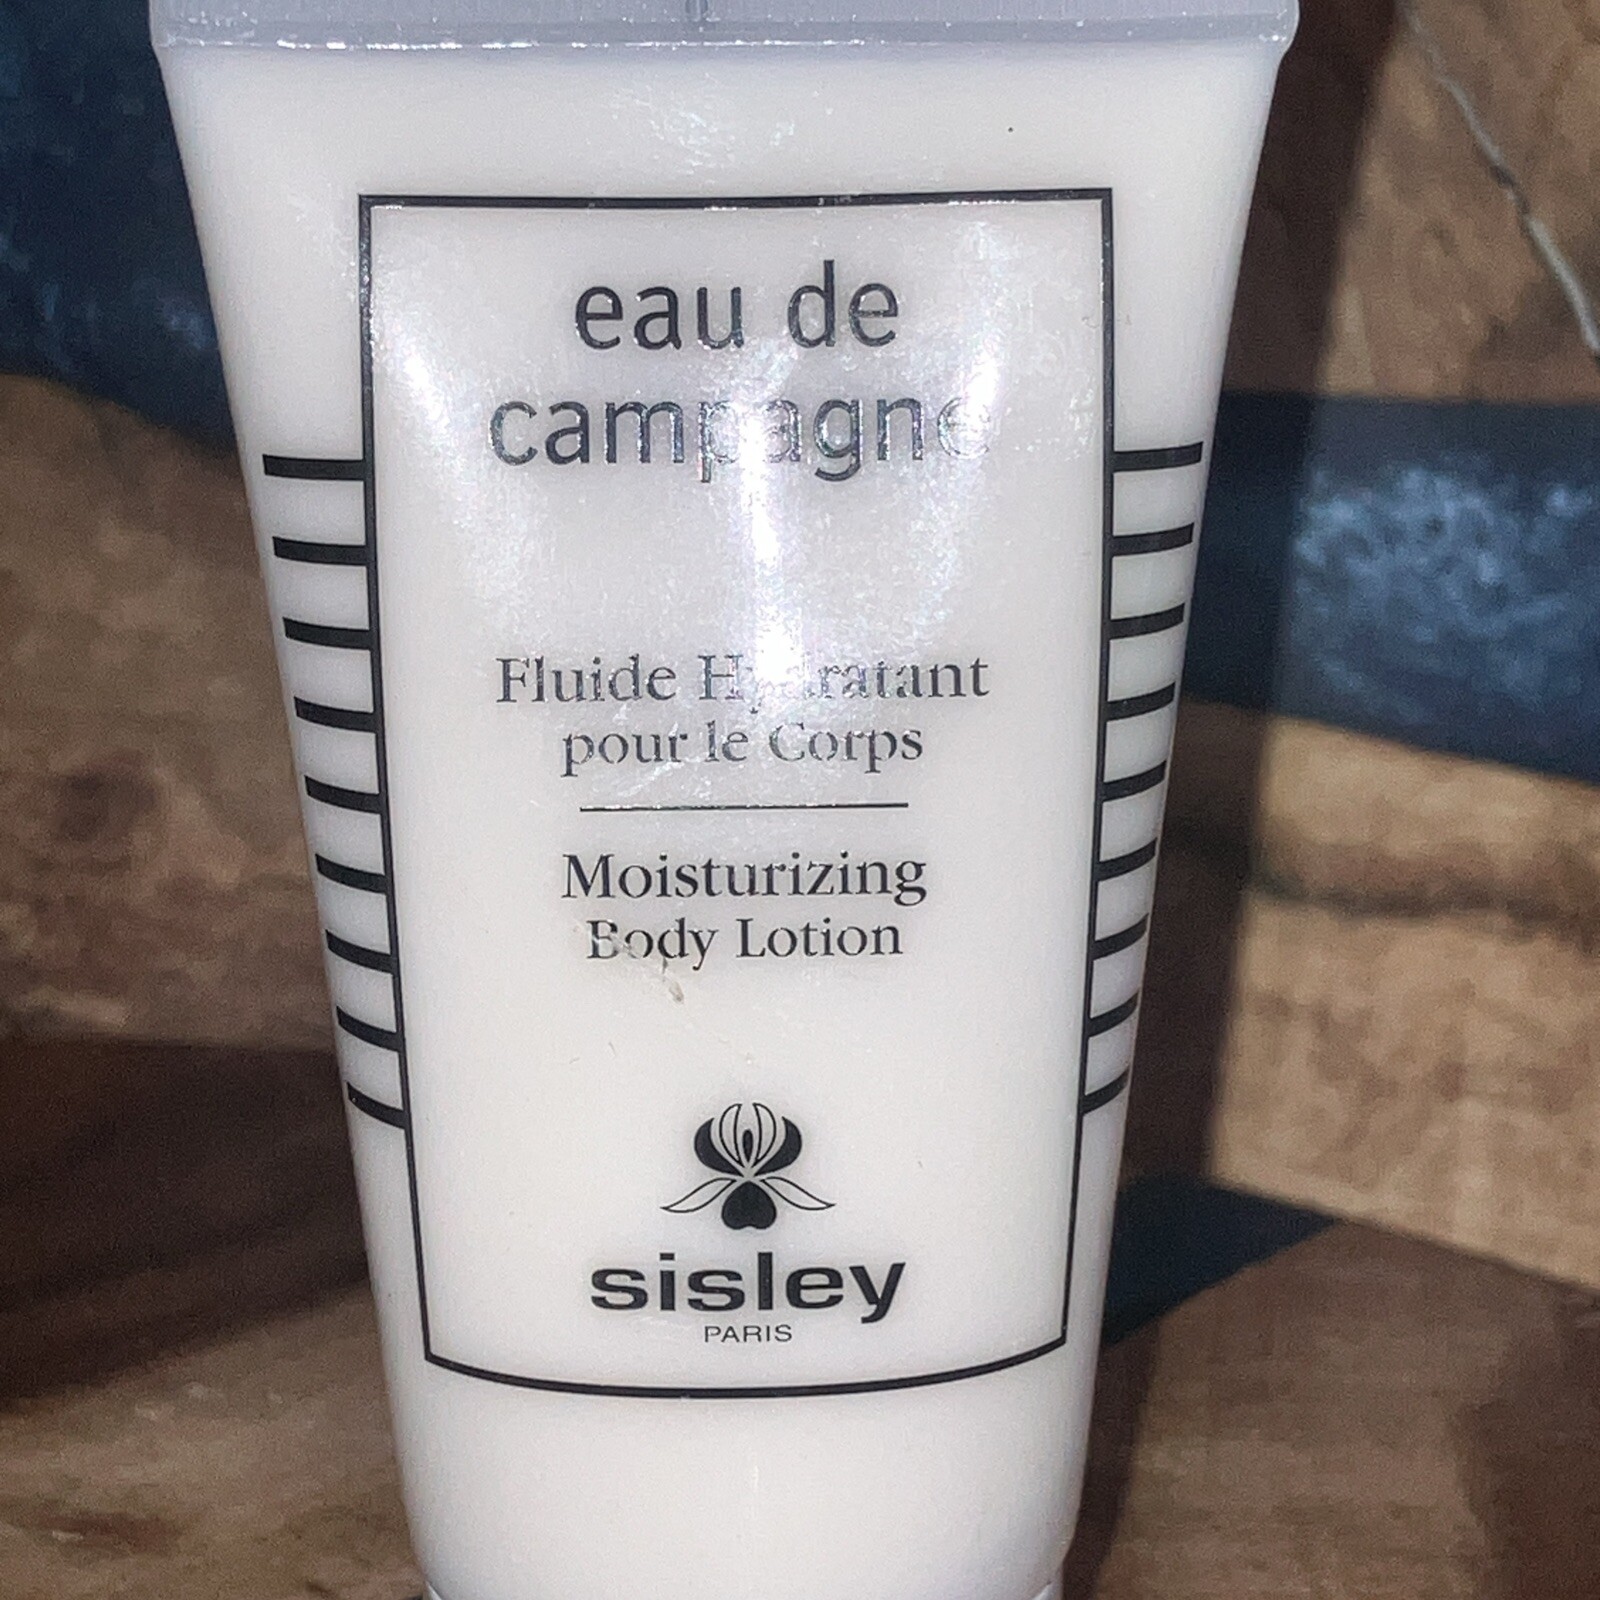 eau de
campagne
Fluide Hydratant
pour le Corps
Moisturizing
Body Lotion
sisley
PARIS